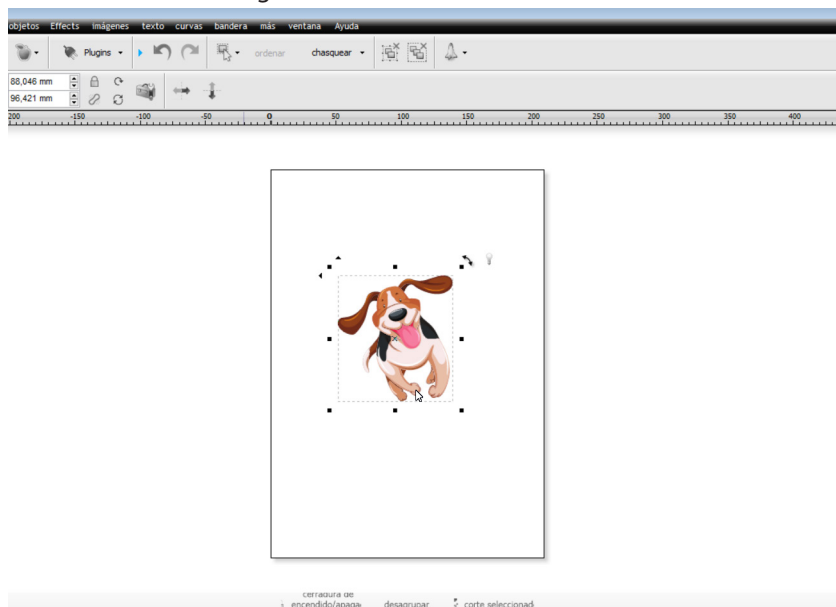 objetos Effects imágenes texto curvas bandera más ventana Ayuda
Plugins ordenar chasquear
88,046 mm
96,421 mm
200 -150 -100 -50 0 50 100 150 200 250 300 350 400
cerradura de
encendido/apaga desagrupar corte seleccionad